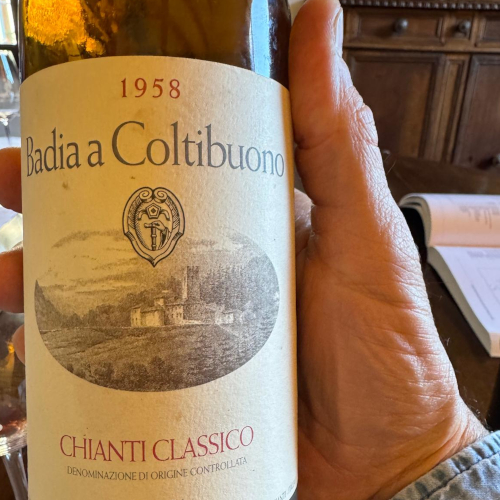 1958
Badia a Coltibuono
CHIANTI CLASSICO
DENOMINAZIONE DI ORIGINE CONTROLLATA